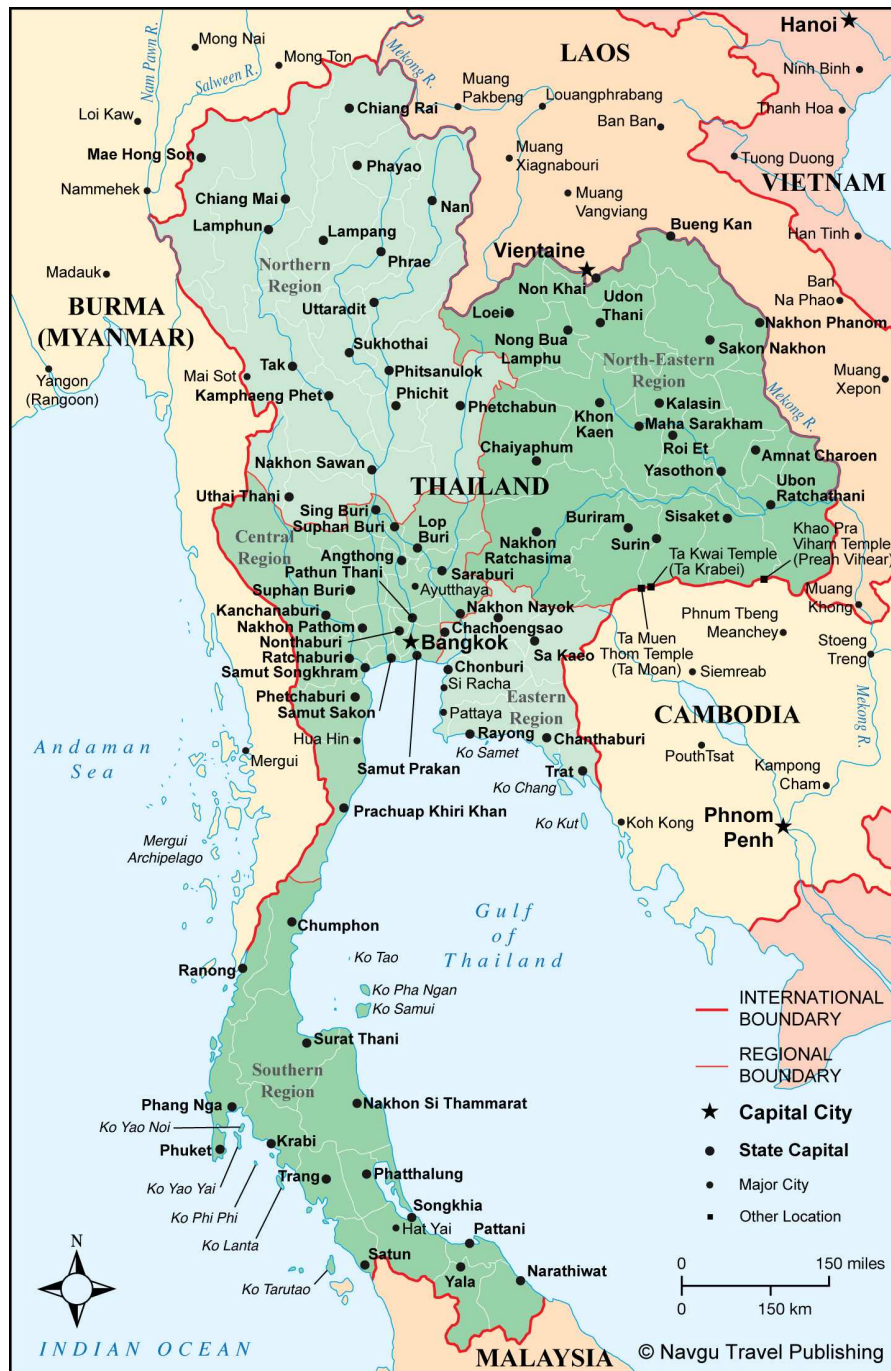 Hanoi
Mong Nai
Mong Ton
Nam Pawn R.
Salween R.
Mekong R.
LAOS
Ninh Binh
Muang
Pakbeng
Louangphrabang
Chiang Rai
Thanh Hoa
Loi Kaw
Ban Ban
Mae Hong Son
Phayao
Muang
Xiagnabouri
Tuong Duong
VIETNAM
Nammehek
Chiang Mai
Nan
Muang
Vangviang
Lamphun
Lampang
Bueng Kan
Han Tinh
Northern
Region
Phrae
Vientaine
Madauk
Non Khai
Udon
Thani
Ban
Na Phao
BURMA
(MYANMAR)
Uttaradit
Loei
Nakhon Phanom
Nong Bua
Lamphu
Sakon Nakhon
Sukhothai
North-Eastern
Region
Yangon
(Rangoon)
Mai Sot
Tak
Phitsanulok
Muang
Xepon
Kamphaeng Phet
Phichit
Phetchabun
Khon
Kaen
Kalasin
Mekong R.
Maha Sarakham
Roi Et
Chaiyaphum
Amnat Charoen
Nakhon Sawan
Yasothon
THAILAND
Ubon
Ratchathani
Uthai Thani
Sing Buri
Suphan Buri
Lop
Buri
Buriram
Sisaket
Central
Region
Nakhon
Ratchasima
Surin
Khao Pra
Viham Temple
(Preah Vihear)
Angthong
Pathun Thani
Saraburi
Ta Kwai Temple
(Ta Krabei)
Suphan Buri
Ayutthaya
Kanchanaburi
Nakhon Nayok
Muang
Khong
Nakhon Pathom
Chachoengsao
Ta Muen
Thom Temple
(Ta Moan)
Phnum Tbeng
Meanchey
Nonthaburi
Bangkok
Sa Kaeo
Stoeng
Treng
Ratchaburi
Samut Songkhram
Chonburi
Siemreab
Si Racha
Phetchaburi
Samut Sakon
Eastern
Region
Mekong R.
Pattaya
CAMBODIA
Andaman
Sea
Hua Hin
Rayong
Chanthaburi
Ko Samet
PouthTsat
Mergui
Samut Prakan
Trat
Kampong
Cham
Ko Chang
Prachuap Khiri Khan
Ko Kut
Koh Kong
Phnom
Penh
Mergui
Archipelago
Gulf
of
Thailand
Chumphon
Ko Tao
Ranong
Ko Pha Ngan
Ko Samui
INTERNATIONAL
BOUNDARY
Surat Thani
REGIONAL
BOUNDARY
Southern
Region
Phang Nga
Nakhon Si Thammarat
Capital City
Ko Yao Noi
Phuket
Krabi
State Capital
Ko Yao Yai
Trang
Phatthalung
Major City
Ko Phi Phi
Songkhia
Other Location
Ko Lanta
Hat Yai
Pattani
N
Satun
0 150 miles
Ko Tarutao
Yala
Narathiwat
0 150 km
INDIAN OCEAN
MALAYSIA
© Navgu Travel Publishing